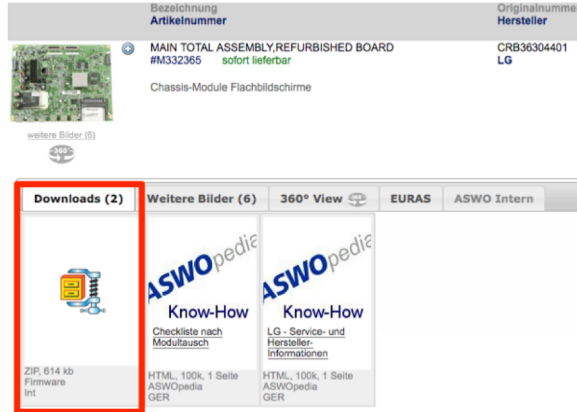 Bezeichnung
Artikelnummer
Originalnumme
Hersteller
MAIN TOTAL ASSEMBLY,REFURBISHED BOARD
CRB36304401
#M332365 sofort lieferbar
LG
Chassis-Module Flachbildschirme
weitere Bilder (6)
360°
Downloads (2)
Weitere Bilder (6)
360° View
EURAS
ASWO Intern
ASWOpedia
Know-How
Checkliste nach
Modultausch
ASWOpedia
Know-How
LG - Service- und
Hersteller-
Informationen
ZIP, 614 kb
Firmware
Int
HTML, 100k, 1 Seite
ASWOpedia
GER
HTML, 100k, 1 Seite
ASWOpedia
GER